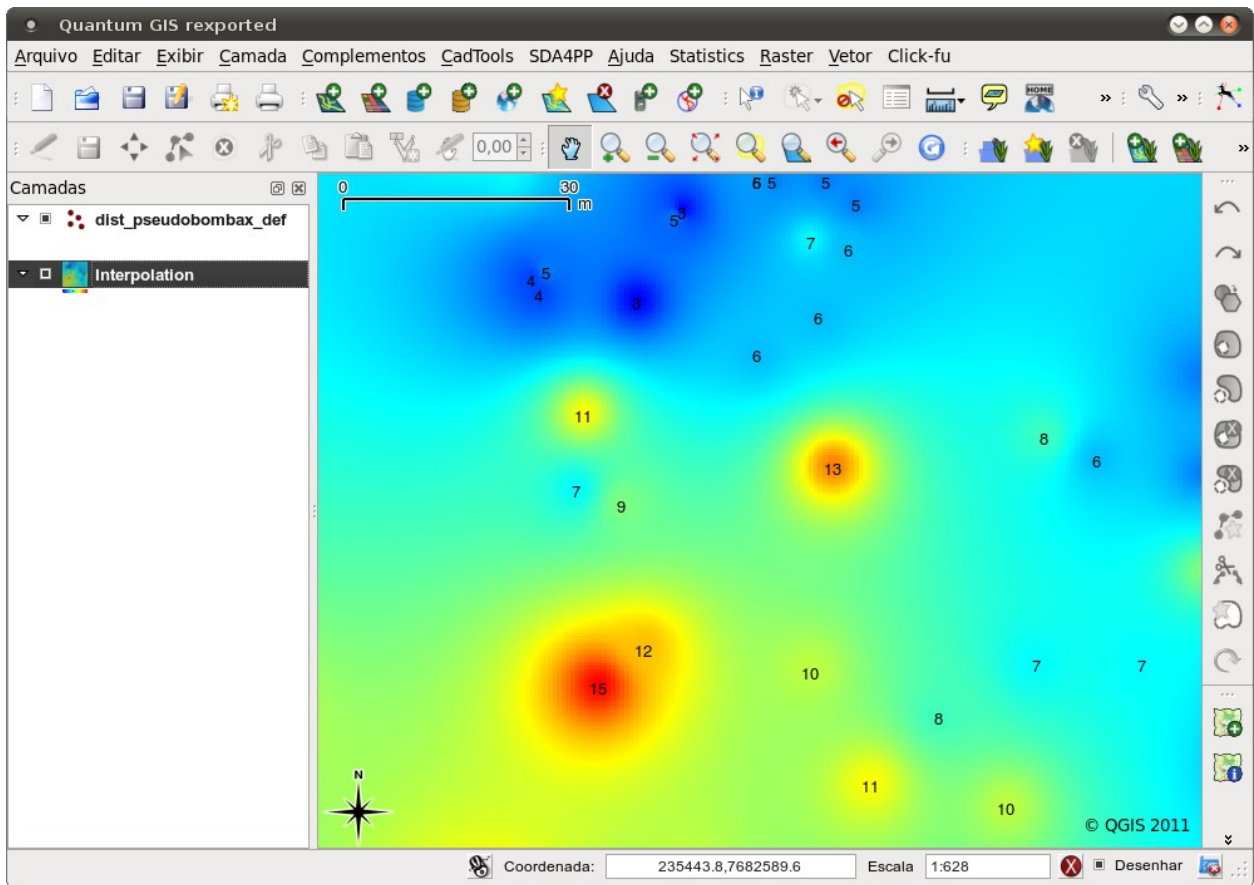 Quantum GIS rexported
Arquivo Editar Exibir Camada Complementos CadTools SDA4PP Ajuda Statistics Raster Vetor Click-fu
HOME
» »
0,00 »
Camadas
dist_pseudobombax_def
Interpolation
0 30
m
6 5 5
5
3
5
7
6
5
4
4
3
6
6
11
8
13
6
7
9
12
7 7
10
15
8
11
10
N
© QGIS 2011
Coordenada: 235443.8,7682589.6 Escala 1:628 Desenhar